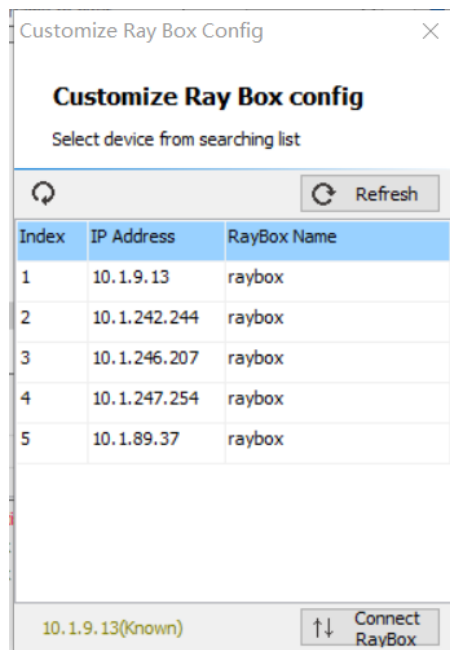 Customize Ray Box Config
Customize Ray Box config
Select device from searching list
Refresh
Index IP Address RayBox Name
1 10.1.9.13 raybox
2 10.1.242.244 raybox
3 10.1.246.207 raybox
4 10.1.247.254 raybox
5 10.1.89.37 raybox
10.1.9.13(Known)
Connect
RayBox